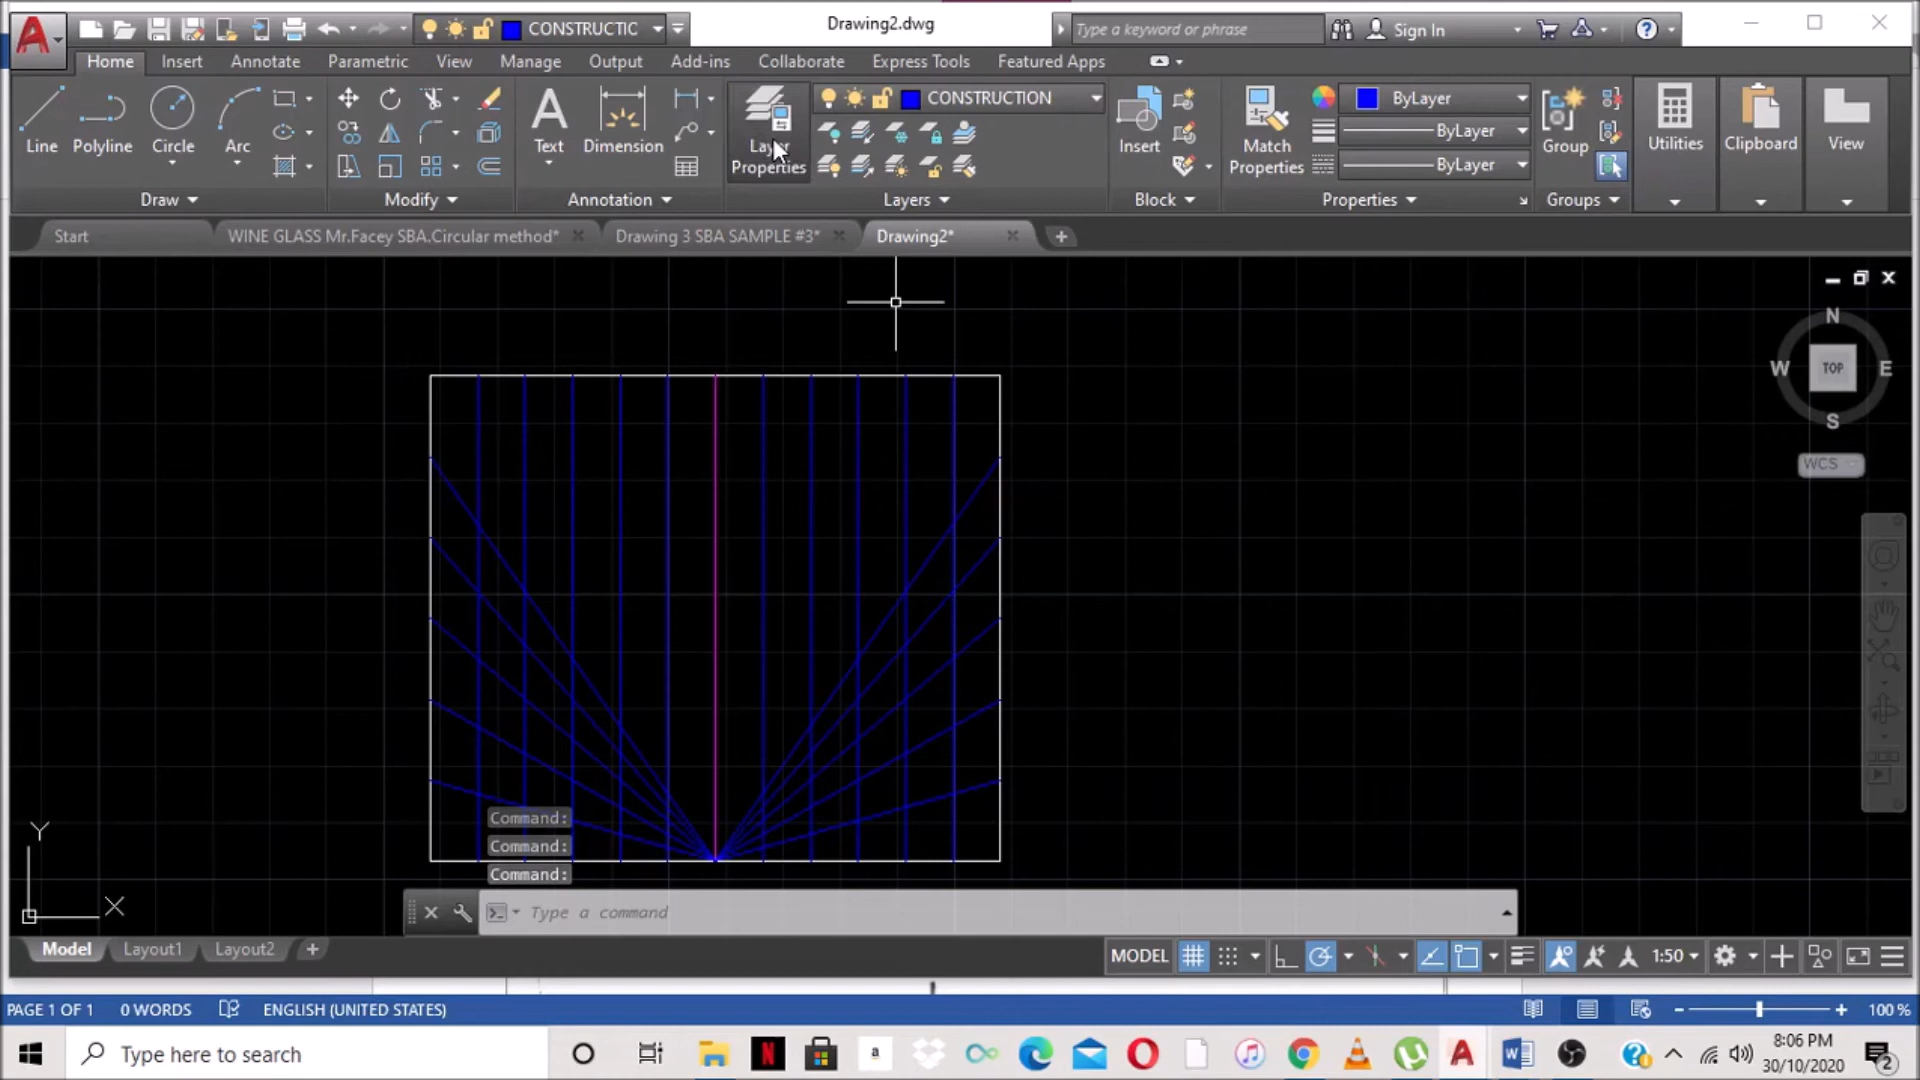 CONSTRUCTIC
Drawing2.dwg
Type a keyword or phrase
Sign In
Home Insert Annotate Parametric View Manage Output Add-ins Collaborate Express Tools Featured Apps
Line Polyline Circle Arc
Text Dimension
Layer Properties
CONSTRUCTION
Insert
Match Properties
ByLayer
ByLayer
ByLayer
Group
Utilities
Clipboard
View
Draw Modify Annotation Layers Block Properties Groups
Start WINE GLASS Mr.Facey SBA.Circular method* Drawing 3 SBA SAMPLE #3* Drawing2*
N
W TOP E
S
WCS
Command:
Command:
Command:
Y
X
Type a command
Model Layout1 Layout2
MODEL 1:50
PAGE 1 OF 1 0 WORDS ENGLISH (UNITED STATES) 100 %
Type here to search
8:06 PM
30/10/2020
2